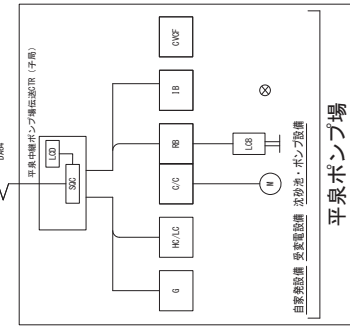 平泉中継ポンプ場伝送CTR（子局）
LCD
SQC
G
HC/LC
C/C
RB
IB
CVCF
M
LCB
自家発設備 受変電設備 沈砂池・ポンプ設備
平泉ポンプ場